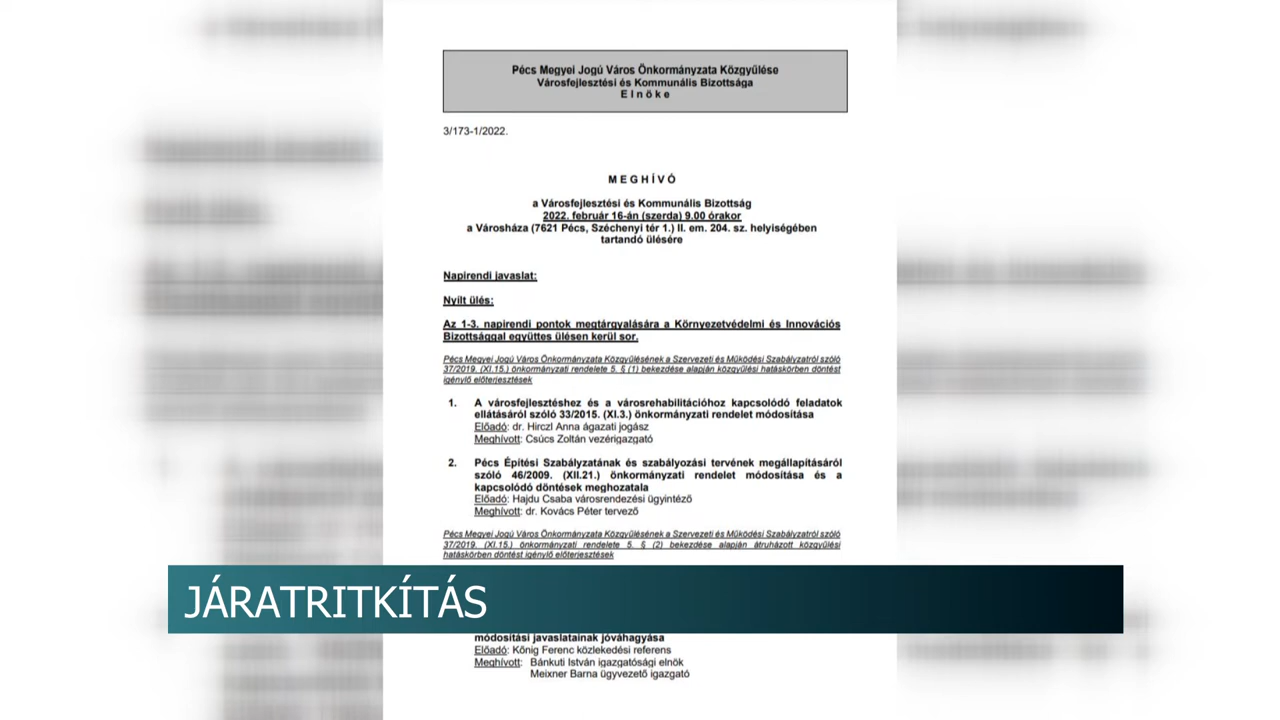 Pécs Megyei Jogú Város Önkormányzata Közgyűlése
Városfejlesztési és Kommunális Bizottsága
E l n ö k e
3/173-1/2022.
M E G H Í V Ó
a Városfejlesztési és Kommunális Bizottság
2022. február 16-án (szerda) 9.00 órakor
a Városháza (7621 Pécs, Széchenyi tér 1.) II. em. 204. sz. helyiségében
tartandó ülésére
Napirendi javaslat:
Nyílt ülés:
Az 1-3. napirendi pontok megtárgyalására a Környezetvédelmi és Innovációs
Bizottsággal együttes ülésen kerül sor.
Pécs Megyei Jogú Város Önkormányzata Közgyűlésének a Szervezeti és Működési Szabályzatról szóló
37/2019. (XI.15.) önkormányzati rendelete 5. § (1) bekezdése alapján közgyűlési hatáskörben döntést
igénylő előterjesztések
1. A városfejlesztéshez és a városrehabilitációhoz kapcsolódó feladatok
ellátásáról szóló 33/2015. (XI.3.) önkormányzati rendelet módosítása
Előadó: dr. Hirczl Anna ágazati jogász
Meghívott: Csúcs Zoltán vezérigazgató
2. Pécs Építési Szabályzatának és szabályozási tervének megállapításáról
szóló 46/2009. (XII.21.) önkormányzati rendelet módosítása és a
kapcsolódó döntések meghozatala
Előadó: Hajdu Csaba városrendezési ügyintéző
Meghívott: dr. Kovács Péter tervező
Pécs Megyei Jogú Város Önkormányzata Közgyűlésének a Szervezeti és Működési Szabályzatról szóló
37/2019. (XI.15.) önkormányzati rendelete 5. § (2) bekezdése alapján átruházott közgyűlési
hatáskörben döntést igénylő előterjesztések
JÁRATRITKÍTÁS
módosítási javaslatainak jóváhagyása
Előadó: Kőnig Ferenc közlekedési referens
Meghívott: Bánkuti István igazgatósági elnök
Meixner Barna ügyvezető igazgató